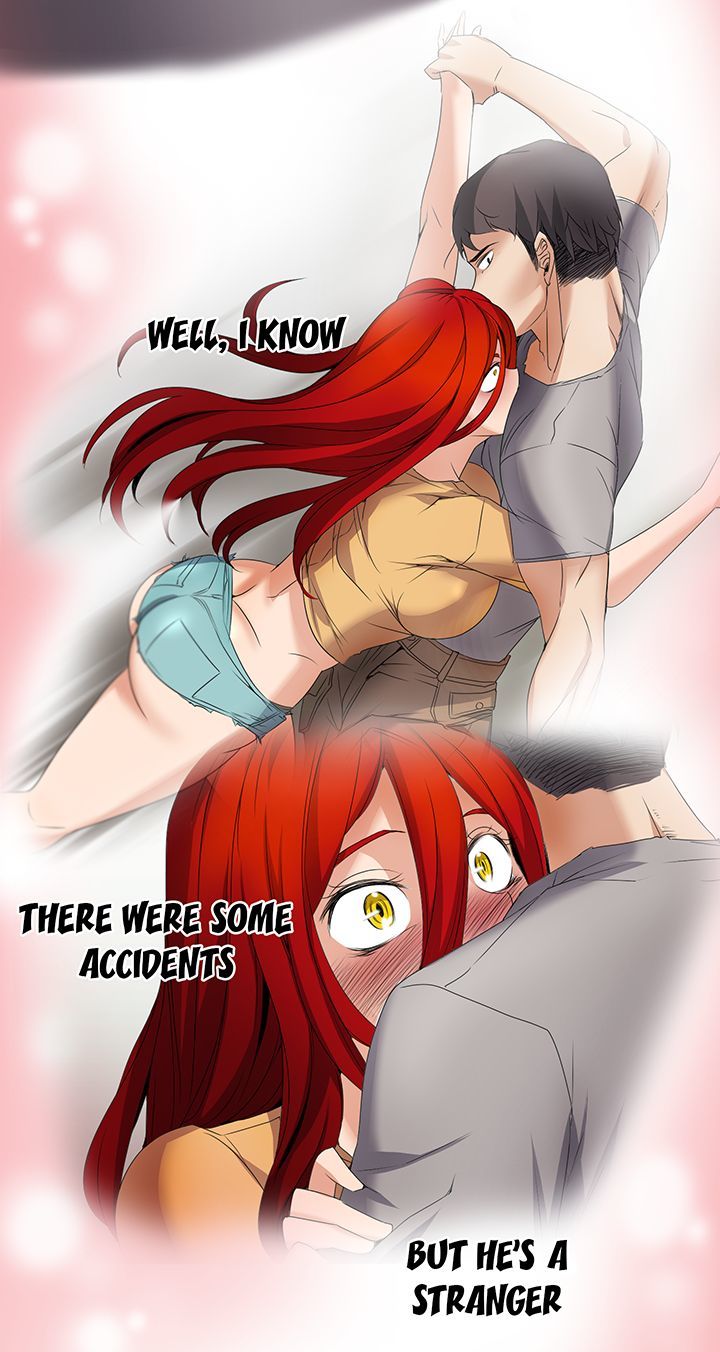 WELL, I KNOW
THERE WERE SOME
ACCIDENTS
BUT HE'S A
STRANGER